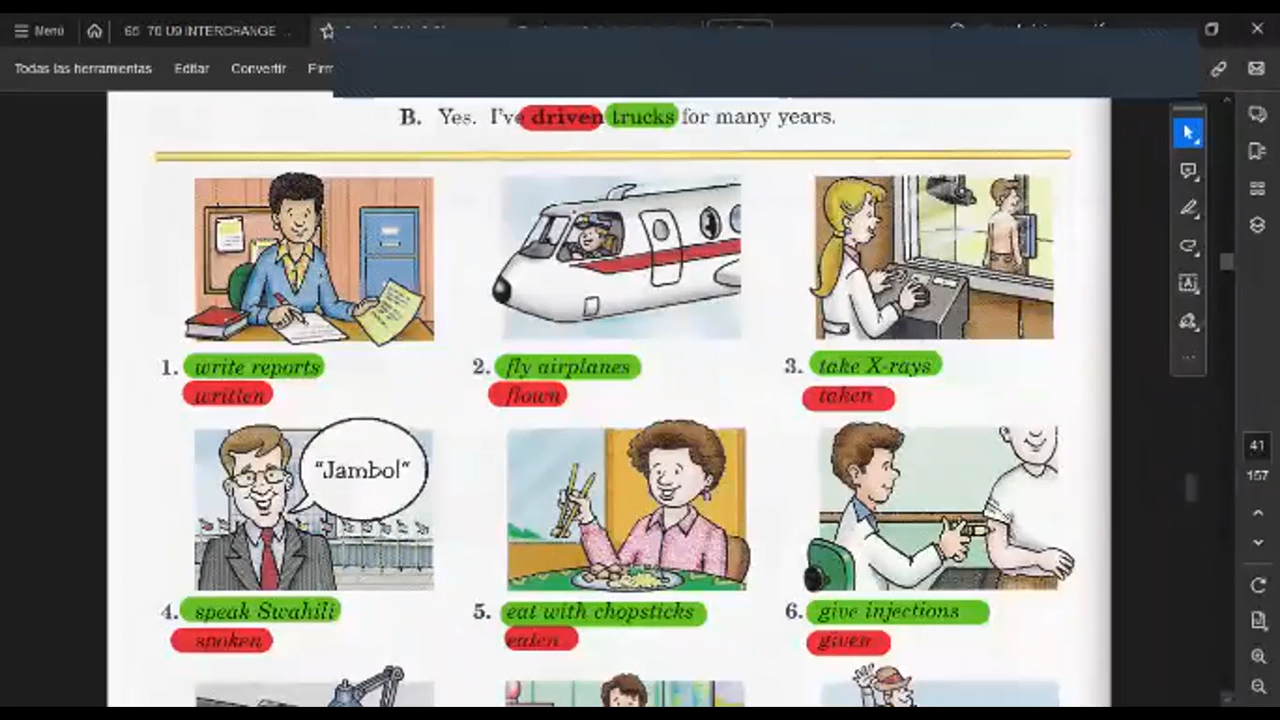 Menú
65_70 U9 INTERCHANGE ...
Todas las herramientas Editar Convertir Firm
B. Yes. I've driven trucks for many years.
1. write reports
written
2. fly airplanes
flown
3. take X-rays
taken
"Jambo!"
4. speak Swahili
spoken
5. eat with chopsticks
eaten
6. give injections
given
41
157